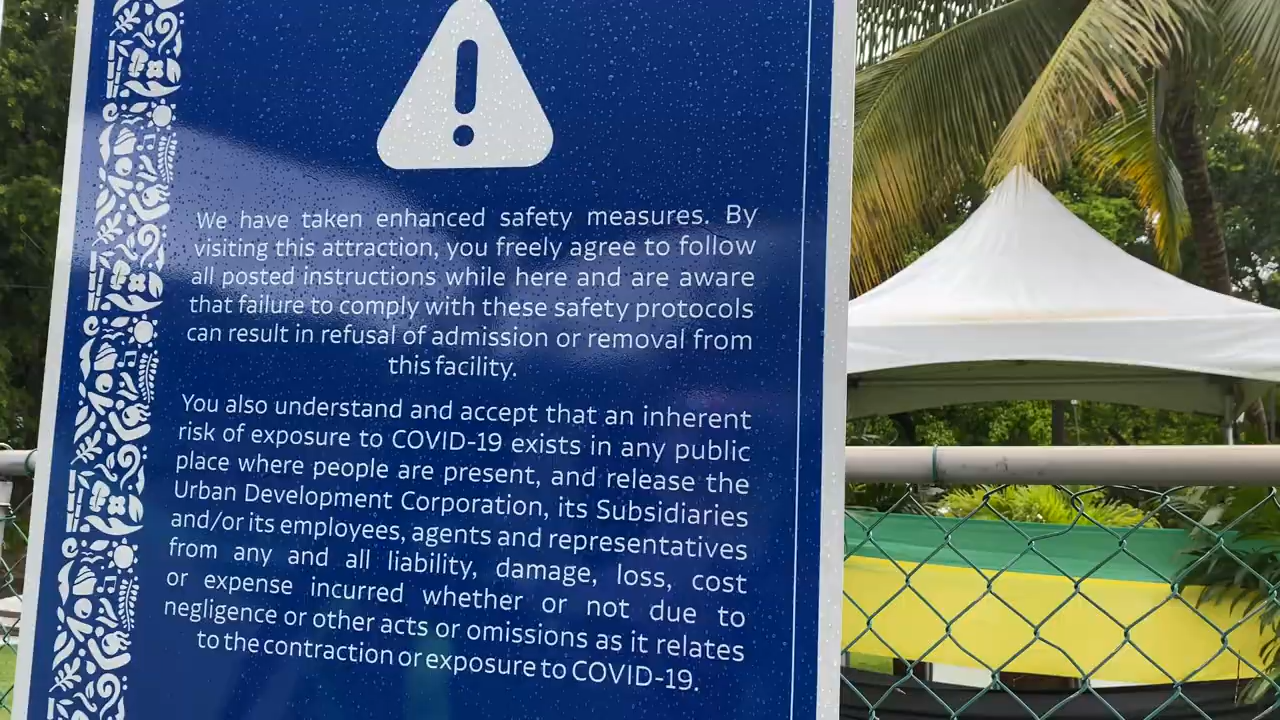 We have taken enhanced safety measures. By
visiting this attraction, you freely agree to follow
all posted instructions while here and are aware
that failure to comply with these safety protocols
can result in refusal of admission or removal from
this facility.
You also understand and accept that an inherent
risk of exposure to COVID-19 exists in any public
place where people are present, and release the
Urban Development Corporation, its Subsidiaries
and/or its employees, agents and representatives
from any and all liability, damage, loss, cost
or expense incurred whether or not due to
negligence or other acts or omissions as it relates
to the contraction or exposure to COVID-19.